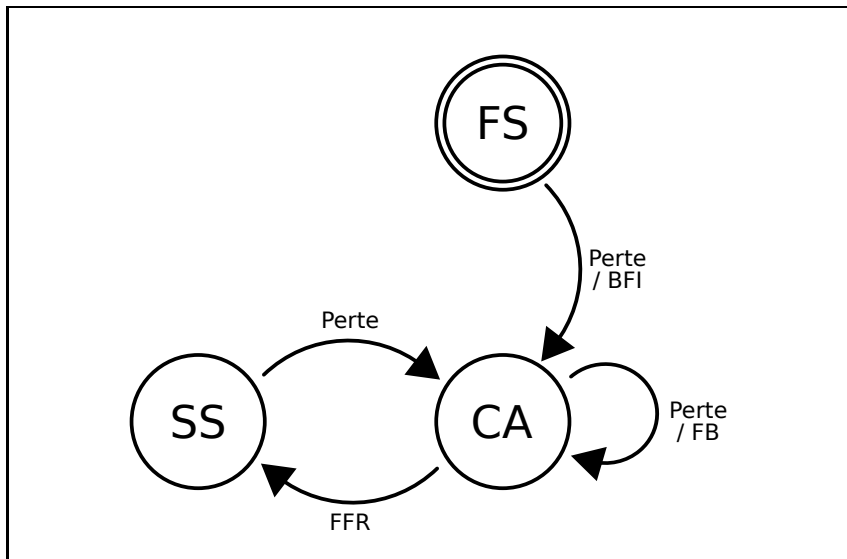 FS
Perte
/ BFI
Perte
SS
CA
Perte
/ FB
FFR